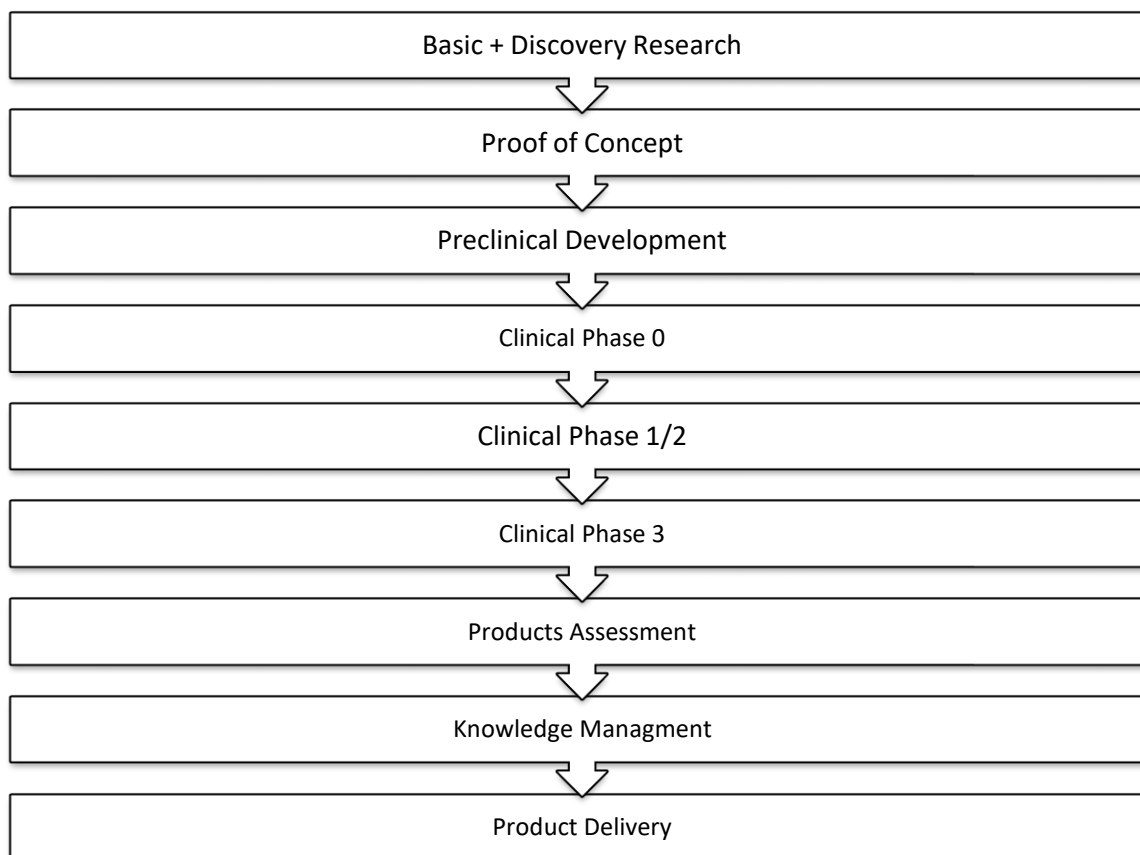 Basic + Discovery Research
Proof of Concept
Preclinical Development
Clinical Phase 0
Clinical Phase 1/2
Clinical Phase 3
Products Assessment
Knowledge Managment
Product Delivery